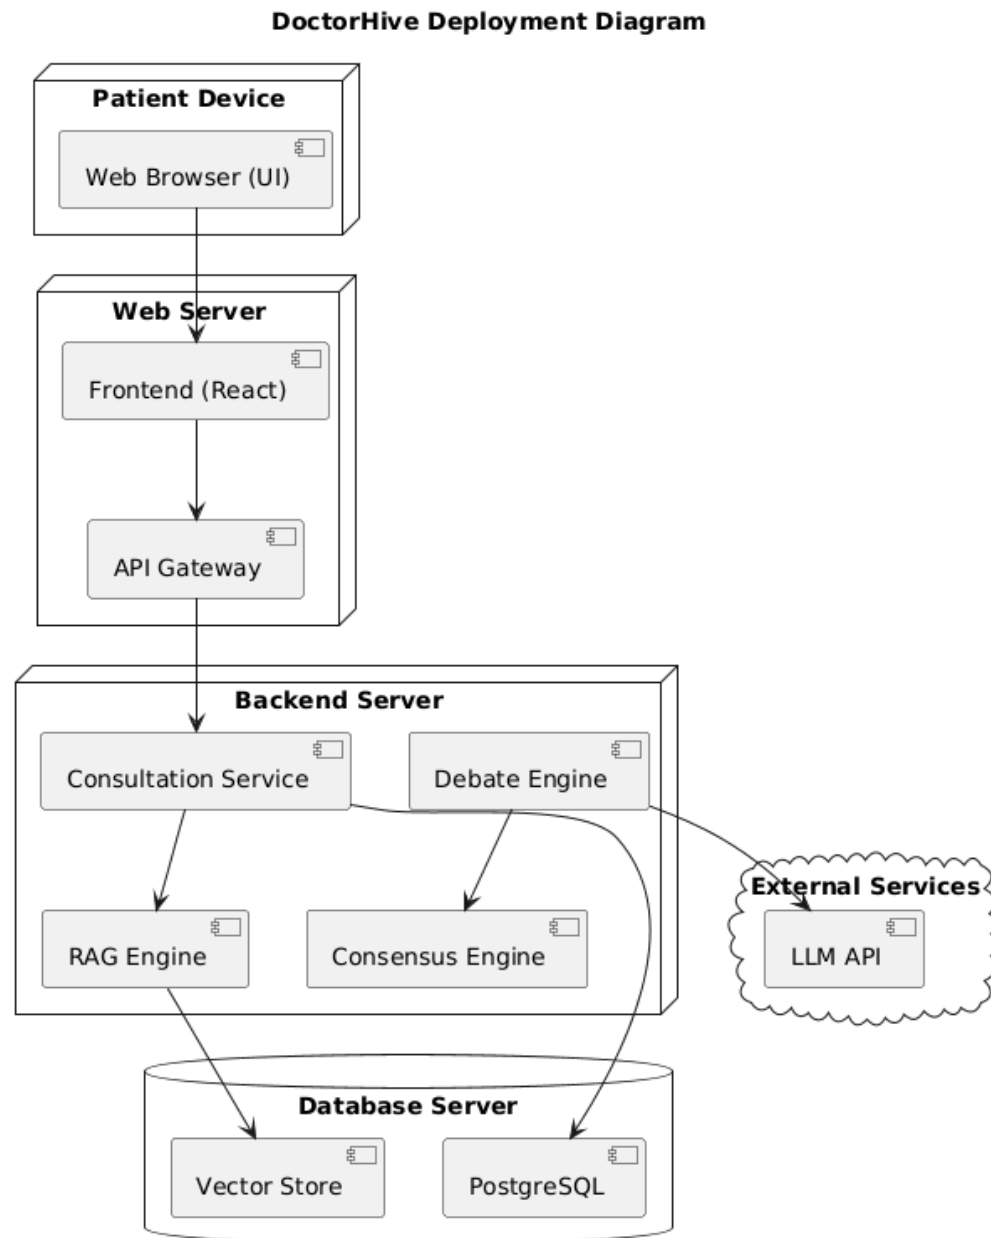 DoctorHive Deployment Diagram
Patient Device
Web Browser (UI)
Web Server
Frontend (React)
API Gateway
Backend Server
Consultation Service
Debate Engine
RAG Engine
Consensus Engine
External Services
LLM API
Database Server
Vector Store
PostgreSQL